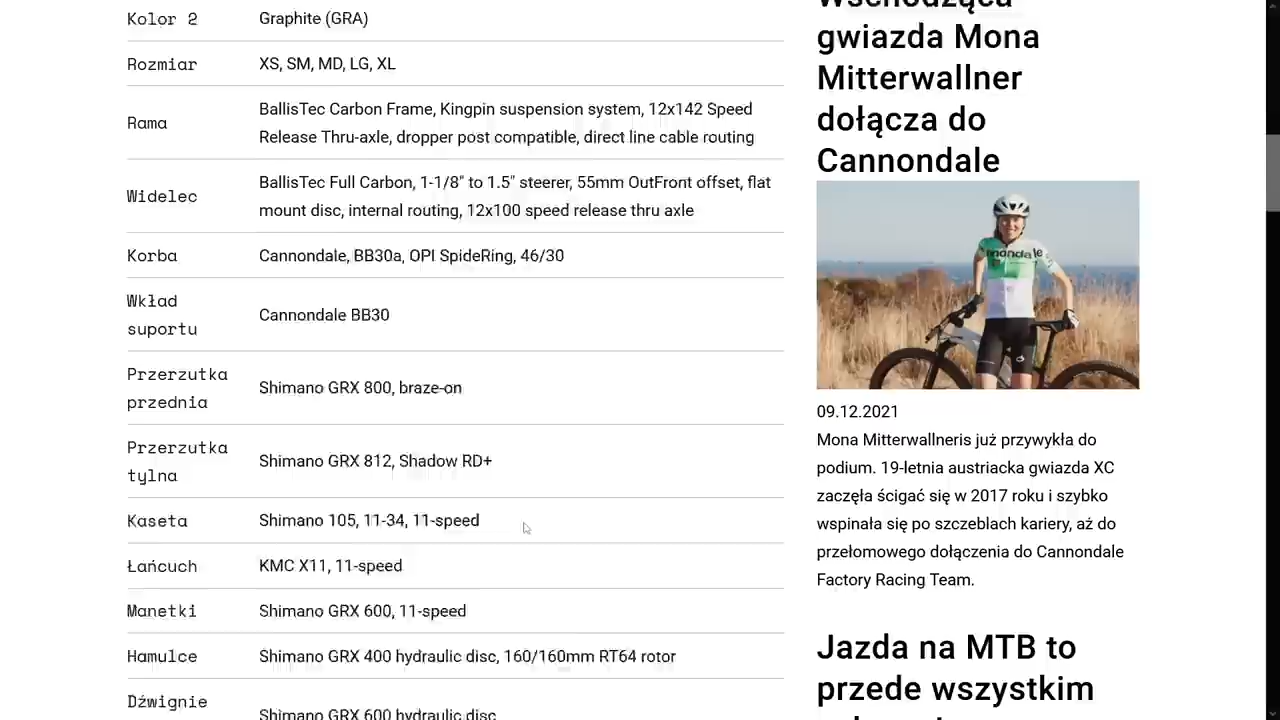 Kolor 2
Graphite (GRA)
Rozmiar
XS, SM, MD, LG, XL
Rama
BallisTec Carbon Frame, Kingpin suspension system, 12x142 Speed
Release Thru-axle, dropper post compatible, direct line cable routing
Widelec
BallisTec Full Carbon, 1-1/8" to 1.5" steerer, 55mm OutFront offset, flat
mount disc, internal routing, 12x100 speed release thru axle
Korba
Cannondale, BB30a, OPI SpideRing, 46/30
Wkład
suportu
Cannondale BB30
Przerzutka
przednia
Shimano GRX 800, braze-on
Przerzutka
tylna
Shimano GRX 812, Shadow RD+
Kaseta
Shimano 105, 11-34, 11-speed
Łańcuch
KMC X11, 11-speed
Manetki
Shimano GRX 600, 11-speed
Hamulce
Shimano GRX 400 hydraulic disc, 160/160mm RT64 rotor
Dźwignie
Shimano GRX 600 hydraulic disc
Wschodząca
gwiazda Mona
Mitterwallner
dołącza do
Cannondale
09.12.2021
Mona Mitterwallneris już przywykła do
podium. 19-letnia austriacka gwiazda XC
zaczęła ścigać się w 2017 roku i szybko
wspinała się po szczeblach kariery, aż do
przełomowego dołączenia do Cannondale
Factory Racing Team.
Jazda na MTB to
przede wszystkim